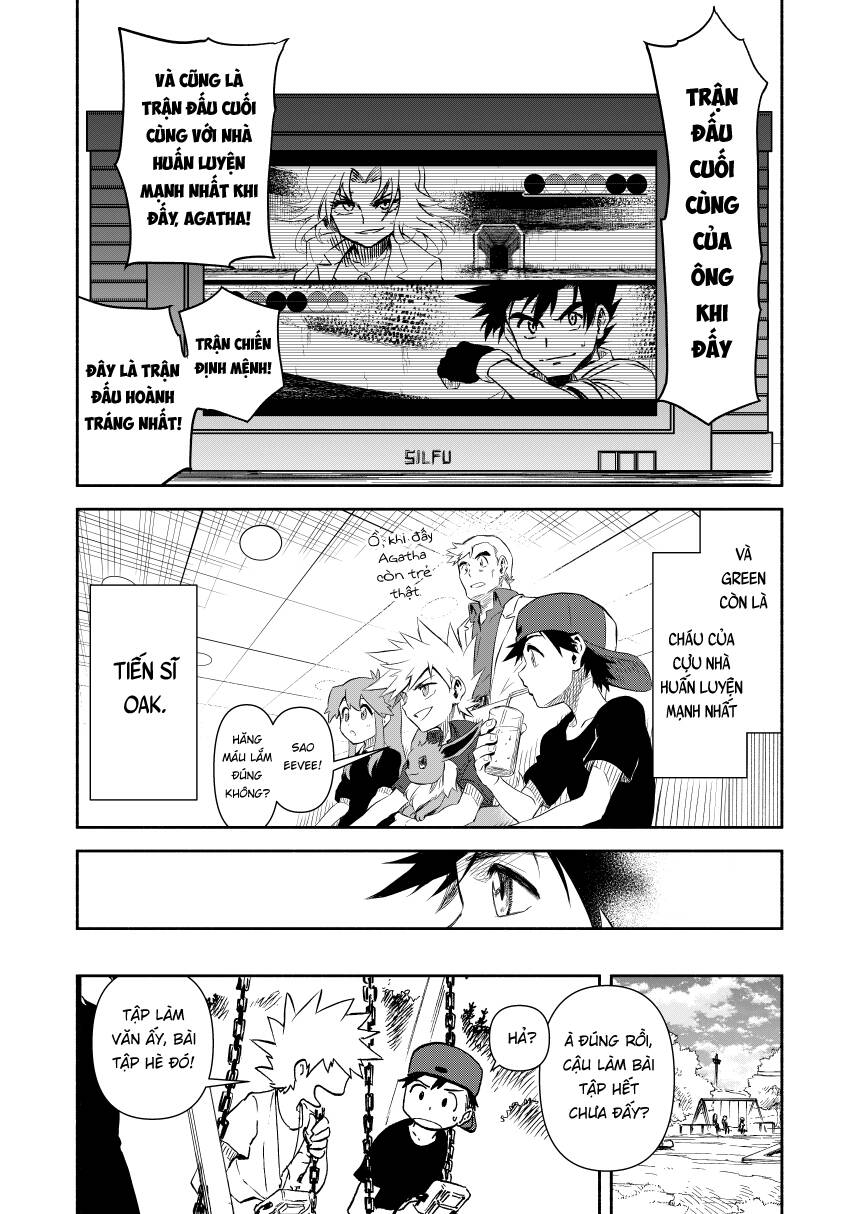 TRẬN
ĐẤU
CUỐI
CÙNG
CỦA
ÔNG
KHI
ĐẤY
VÀ CŨNG LÀ
TRẬN ĐẤU CUỐI
CÙNG VỚI NHÀ
HUẤN LUYỆN
MẠNH NHẤT KHI
ĐẤY, AGATHA!
TRẬN CHIẾN
ĐỊNH MỆNH!
ĐÂY LÀ TRẬN
ĐẤU HOÀNH
TRÁNG NHẤT!
SILFU
VÀ
GREEN
CÒN LÀ
CHÁU CỦA
CỰU NHÀ
HUẤN LUYỆN
MẠNH NHẤT
Ồ, khi đấy
Agatha
còn trẻ
thật
SAO
EEVEE!
HĂNG
MÁU LẮM
ĐÚNG
KHÔNG?
TIẾN SĨ
OAK.
À ĐÚNG RỒI,
CẬU LÀM BÀI
TẬP HẾT
CHƯA ĐẤY?
HẢ?
TẬP LÀM
VĂN ẤY, BÀI
TẬP HÈ ĐÓ!